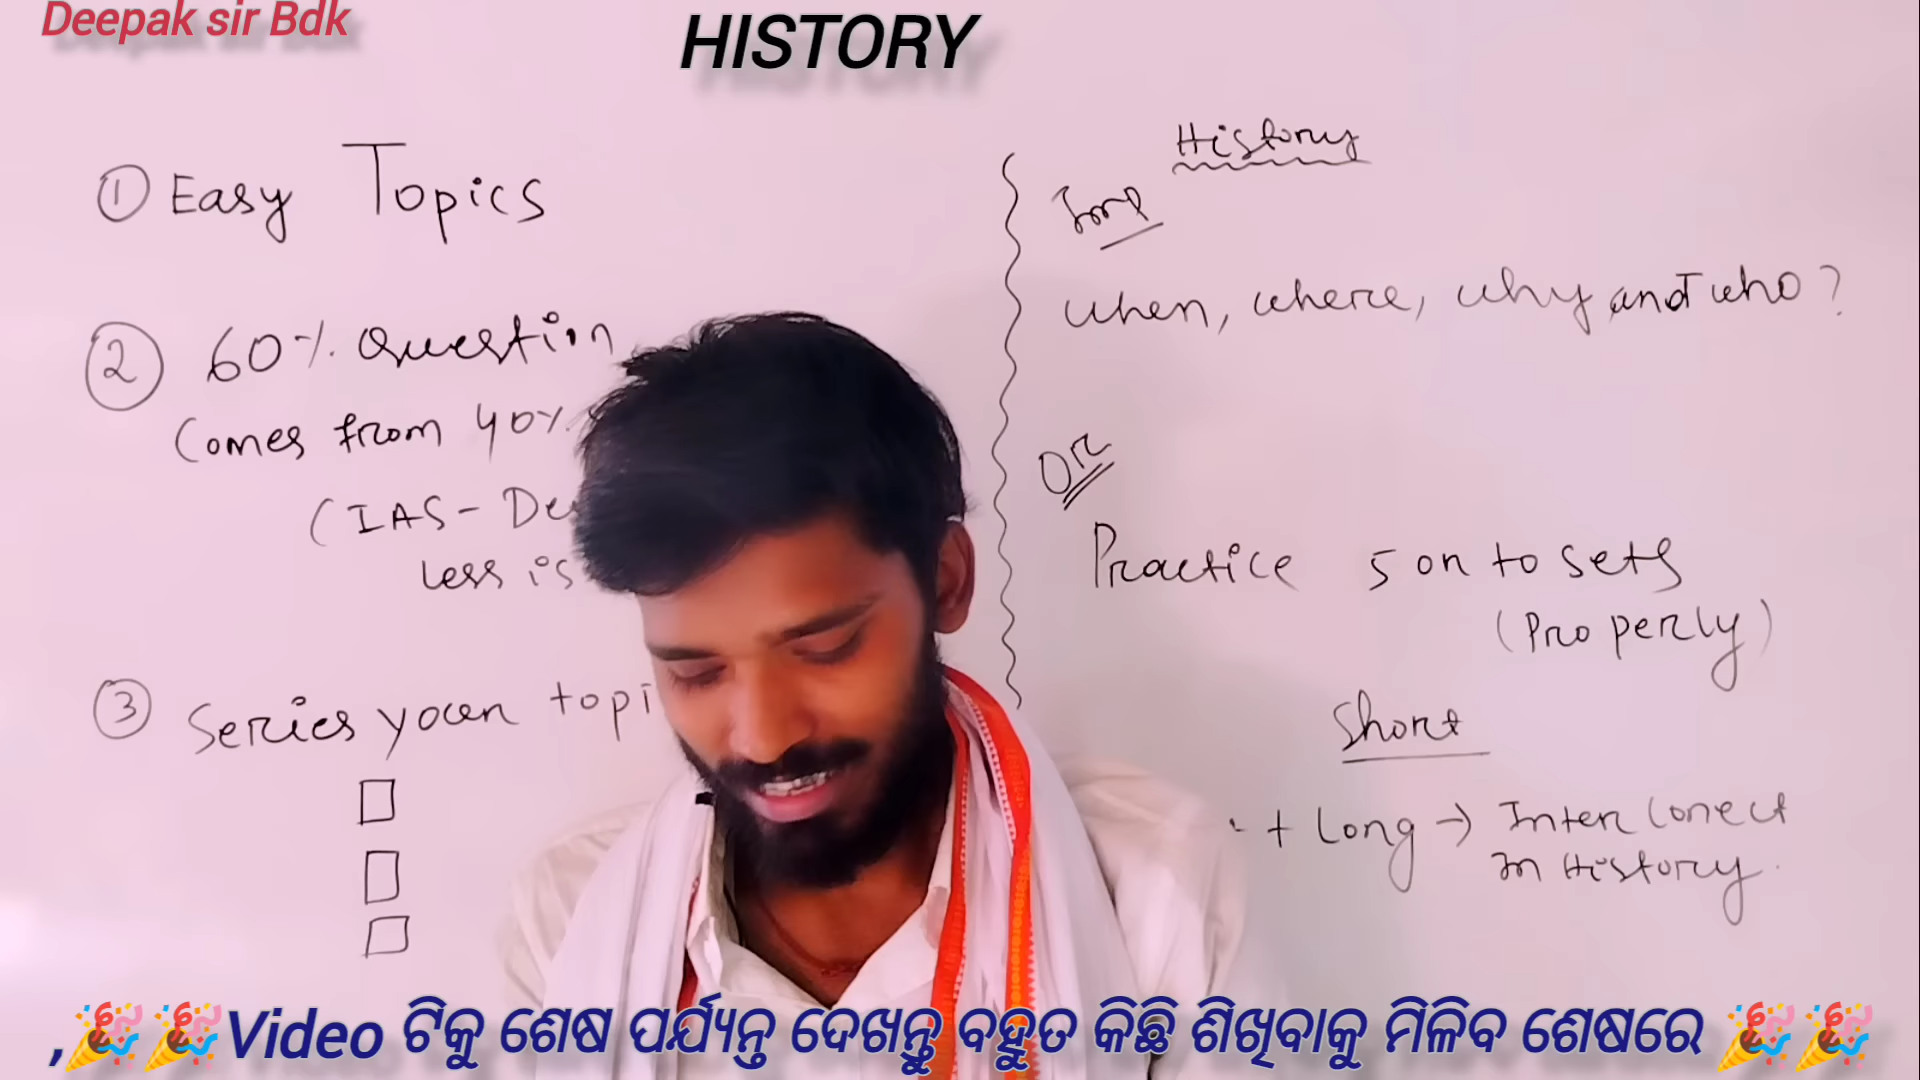 Deepak sir Bdk
HISTORY
① Easy Topics
② 60% Question
Comes from 40%
(IAS - De
less is
③ Series your topi
History
Imp
when, where, why and who?
Or
Practice 5 or 10 sets
(Properly)
Short
+ Long → Inter Conect
in History.
,🎉🎉Video ଟିକୁ ଶେଷ ପର୍ଯ୍ୟନ୍ତ ଦେଖନ୍ତୁ ବହୁତ କିଛି ଶିଖିବାକୁ ମିଳିବ ଶେଷରେ 🎉🎉